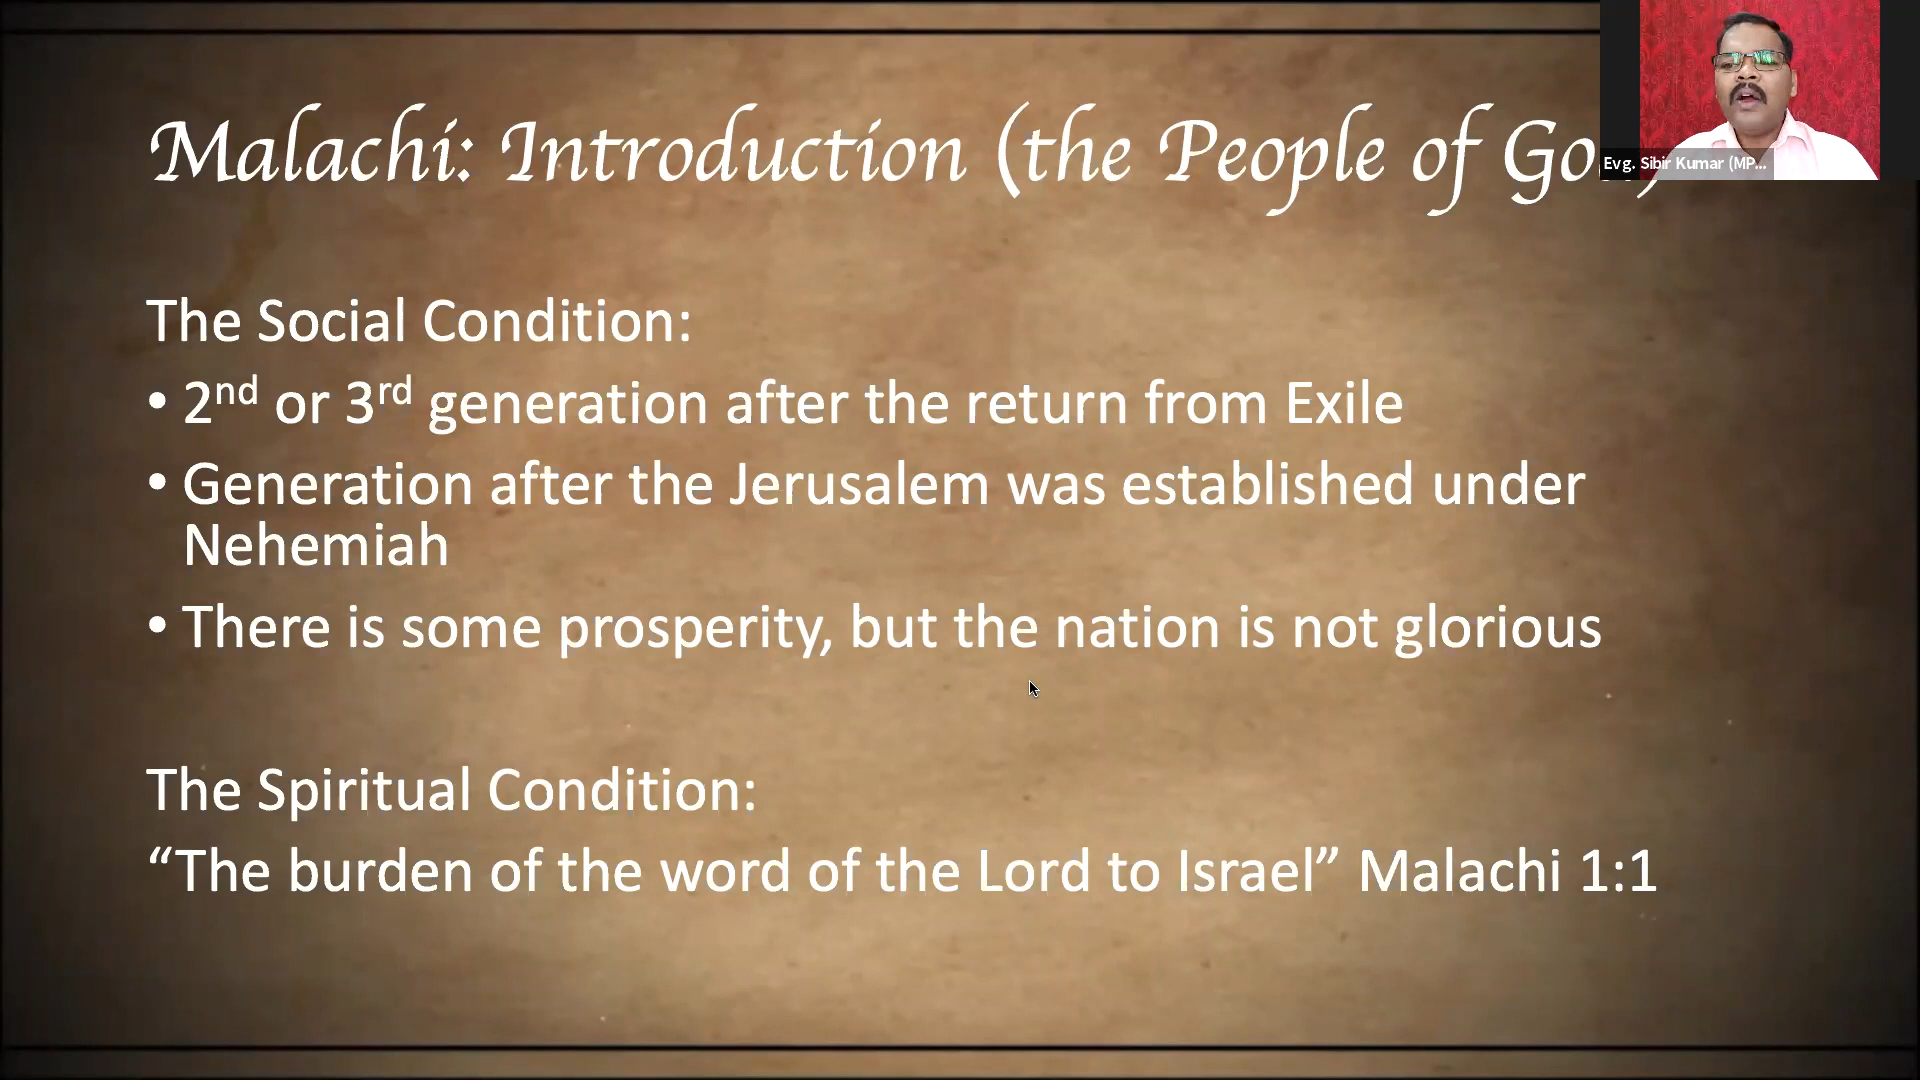 Malachi: Introduction (the People of God)
Evg. Sibir Kumar (MP...
The Social Condition:
• 2nd or 3rd generation after the return from Exile
• Generation after the Jerusalem was established under
Nehemiah
• There is some prosperity, but the nation is not glorious
The Spiritual Condition:
“The burden of the word of the Lord to Israel” Malachi 1:1